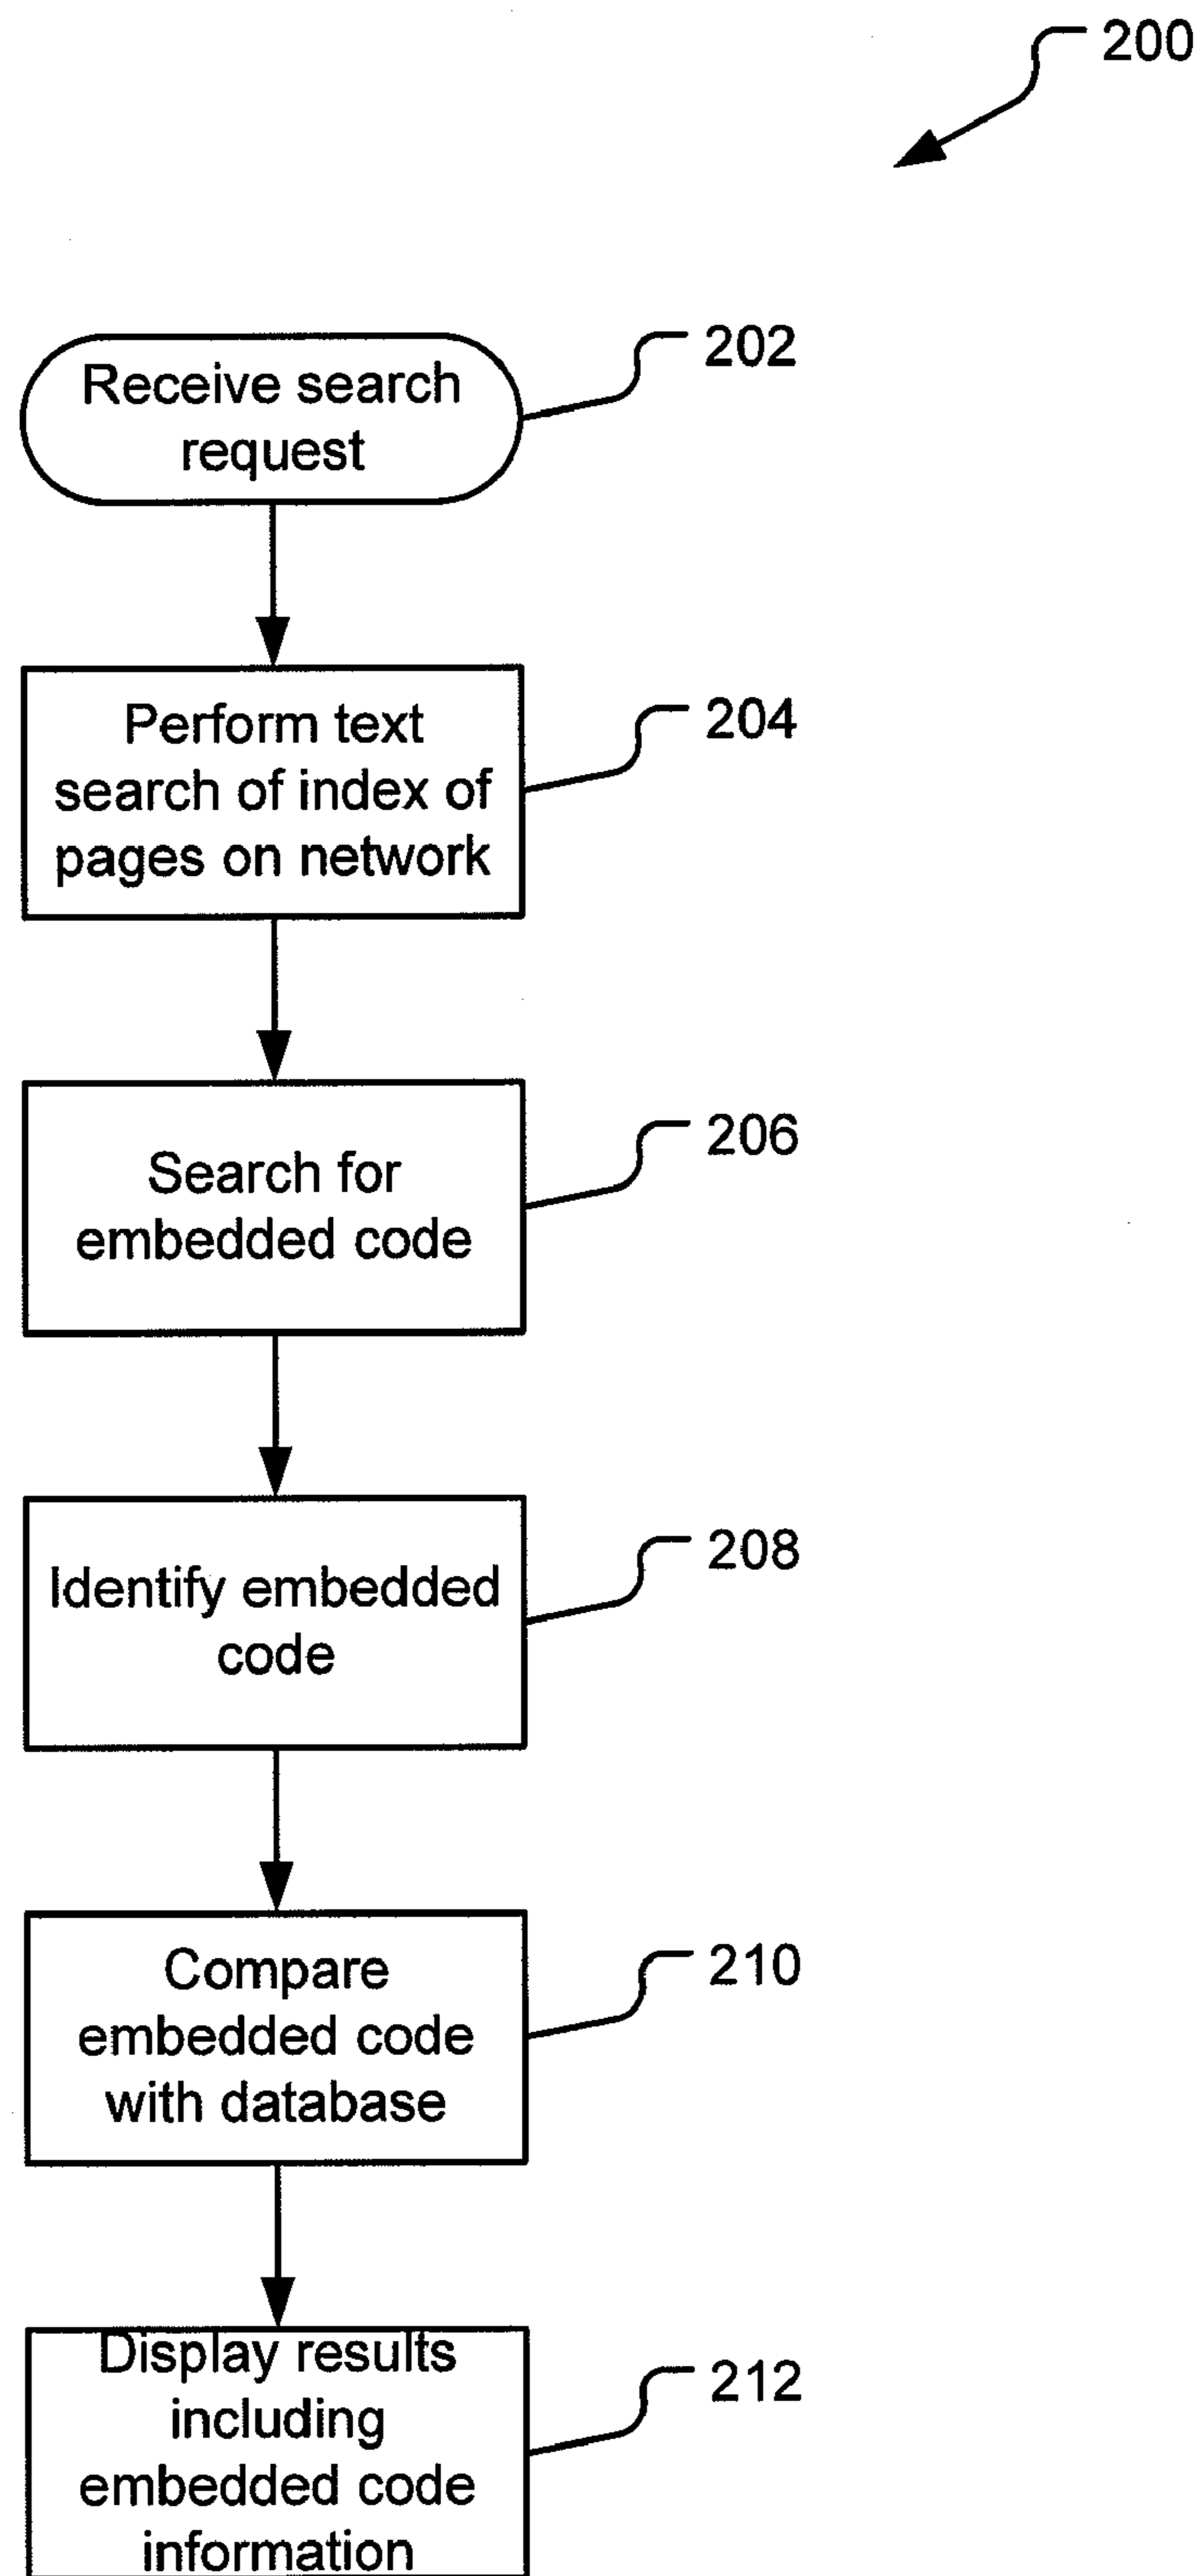 200
Receive search
request
202
Perform text
search of index of
pages on network
204
Search for
embedded code
206
Identify embedded
code
208
Compare
embedded code
with database
210
Display results
including
embedded code
information
212